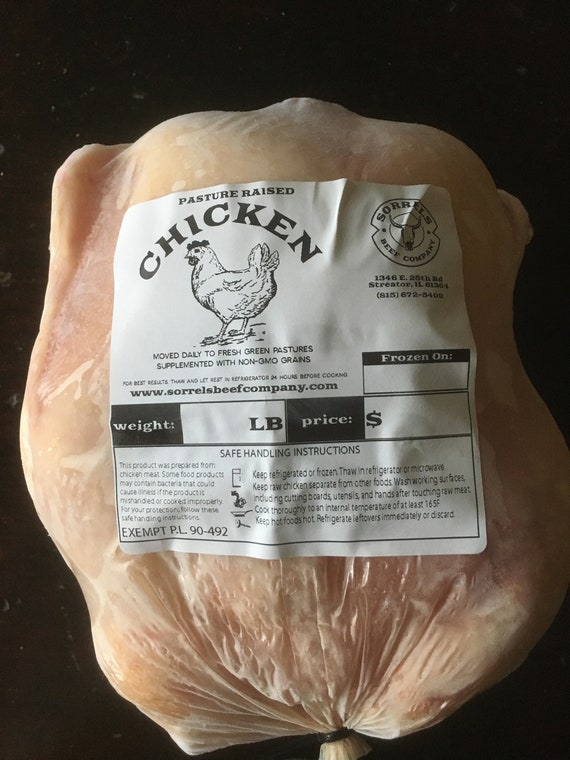 PASTURE RAISED
CHICKEN
SORRELS
BEEF COMPANY
1346 E. 25th Rd
Streator, IL 61364
(815) 672-5409
MOVED DAILY TO FRESH GREEN PASTURES
SUPPLEMENTED WITH NON-GMO GRAINS
FOR BEST RESULTS THAW AND LET REST IN REFRIGERATOR 24 HOURS BEFORE COOKING.
www.sorrelsbeefcompany.com
Frozen On:
weight: LB price: $
SAFE HANDLING INSTRUCTIONS
This product was prepared from
chicken meat. Some food products
may contain bacteria that could
cause illness if the product is
mishandled or cooked improperly.
For your protection, follow these
safe handling instructions.
EXEMPT P.L. 90-492
Keep refrigerated or frozen. Thaw in refrigerator or microwave.
Keep raw chicken separate from other foods. Wash working surfaces,
including cutting boards, utensils, and hands after touching raw meat.
Cook thoroughly to an internal temperature of at least 165F
Keep hot foods hot. Refrigerate leftovers immediately or discard.